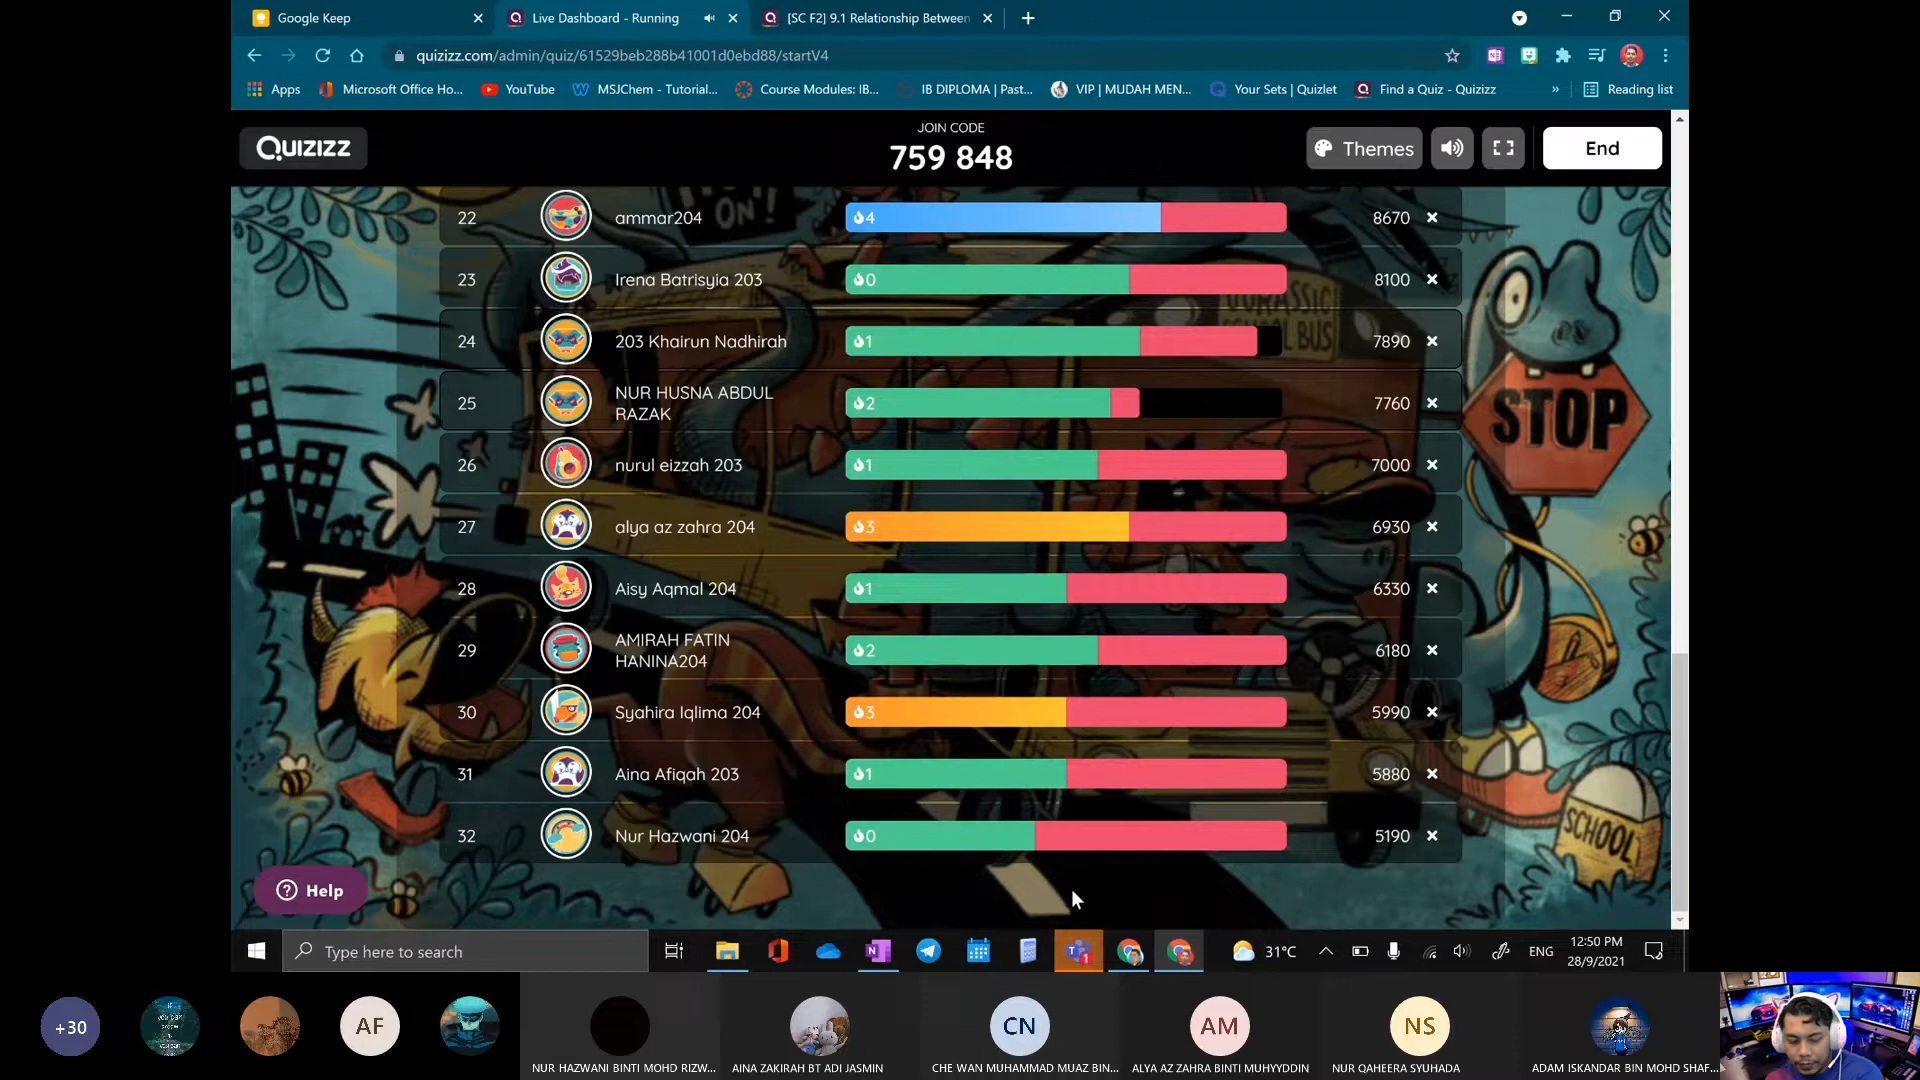 Google Keep
Live Dashboard - Running
[SC F2] 9.1 Relationship Between
quizizz.com/admin/quiz/61529beb288b41001d0ebd88/startV4
Apps
Microsoft Office Ho...
YouTube
MSJChem - Tutorial...
Course Modules: IB...
IB DIPLOMA | Past...
VIP | MUDAH MEN...
Your Sets | Quizlet
Find a Quiz - Quizizz
»
Reading list
QUIZIZZ
JOIN CODE
759 848
Themes
End
ON!
22 ammar204 4 8670
23 Irena Batrisyia 203 0 8100
JURASSIC
SCHOOL BUS
24 203 Khairun Nadhirah 1 7890
25 NUR HUSNA ABDUL
RAZAK 2 7760
STOP
26 nurul eizzah 203 1 7000
27 alya az zahra 204 3 6930
28 Aisy Aqmal 204 1 6330
29 AMIRAH FATIN
HANINA204 2 6180
30 Syahira Iqlima 204 3 5990
31 Aina Afiqah 203 1 5880
32 Nur Hazwani 204 0 5190
SCHOOL
Help
Type here to search
1
31°C
ENG
12:50 PM
28/9/2021
+30
AF
CN
AM
NS
NUR HAZWANI BINTI MOHD RIZW...
AINA ZAKIRAH BT ADI JASMIN
CHE WAN MUHAMMAD MUAZ BIN...
ALYA AZ ZAHRA BINTI MUHYYDDIN
NUR QAHEERA SYUHADA
ADAM ISKANDAR BIN MOHD SHAF...